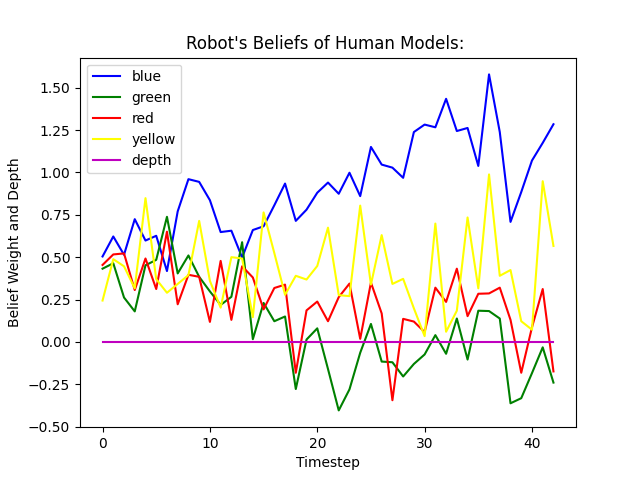 Robot's Beliefs of Human Models:
blue
green
red
yellow
depth
Belief Weight and Depth
1.50
1.25
1.00
0.75
0.50
0.25
0.00
−0.25
−0.50
0
10
20
30
40
Timestep